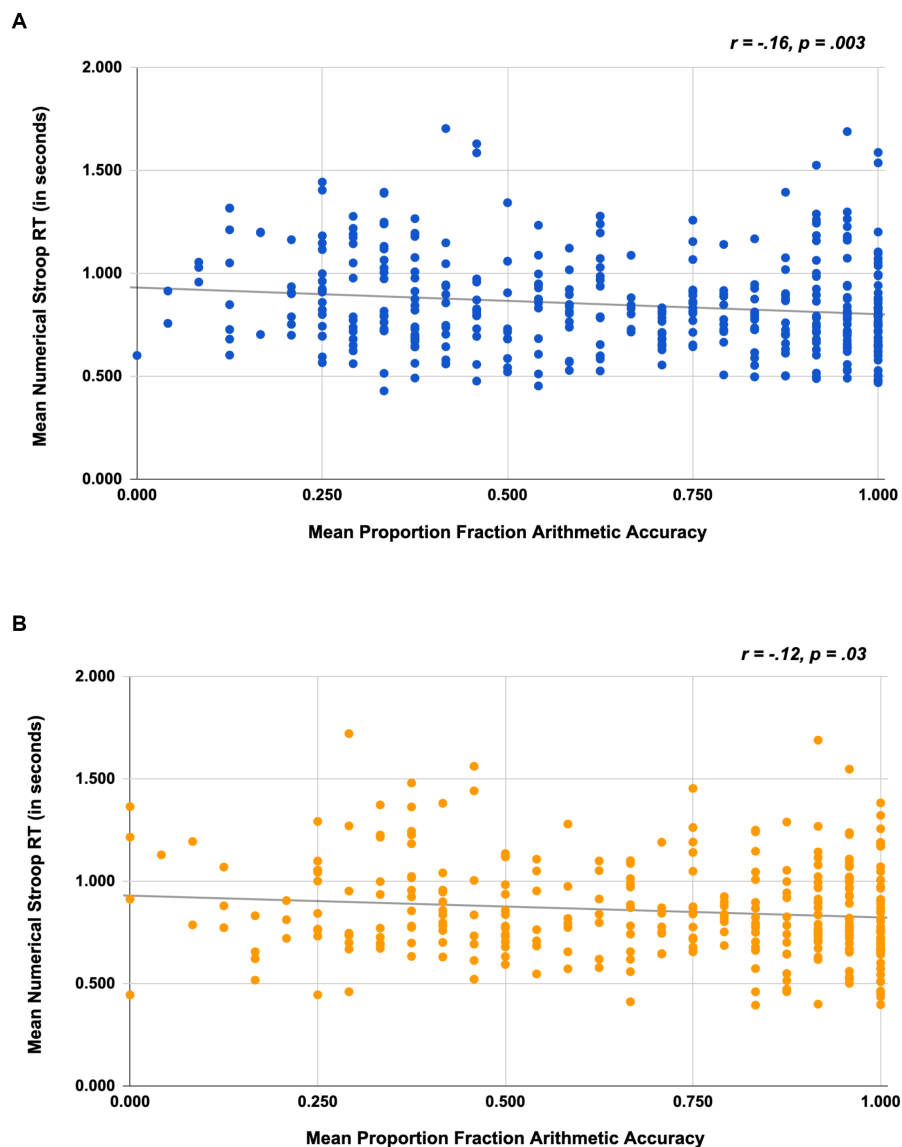 A
r = -.16, p = .003
Mean Numerical Stroop RT (in seconds)
2.000
1.500
1.000
0.500
0.000
0.000 0.250 0.500 0.750 1.000
Mean Proportion Fraction Arithmetic Accuracy
B
r = -.12, p = .03
Mean Numerical Stroop RT (in seconds)
2.000
1.500
1.000
0.500
0.000
0.000 0.250 0.500 0.750 1.000
Mean Proportion Fraction Arithmetic Accuracy